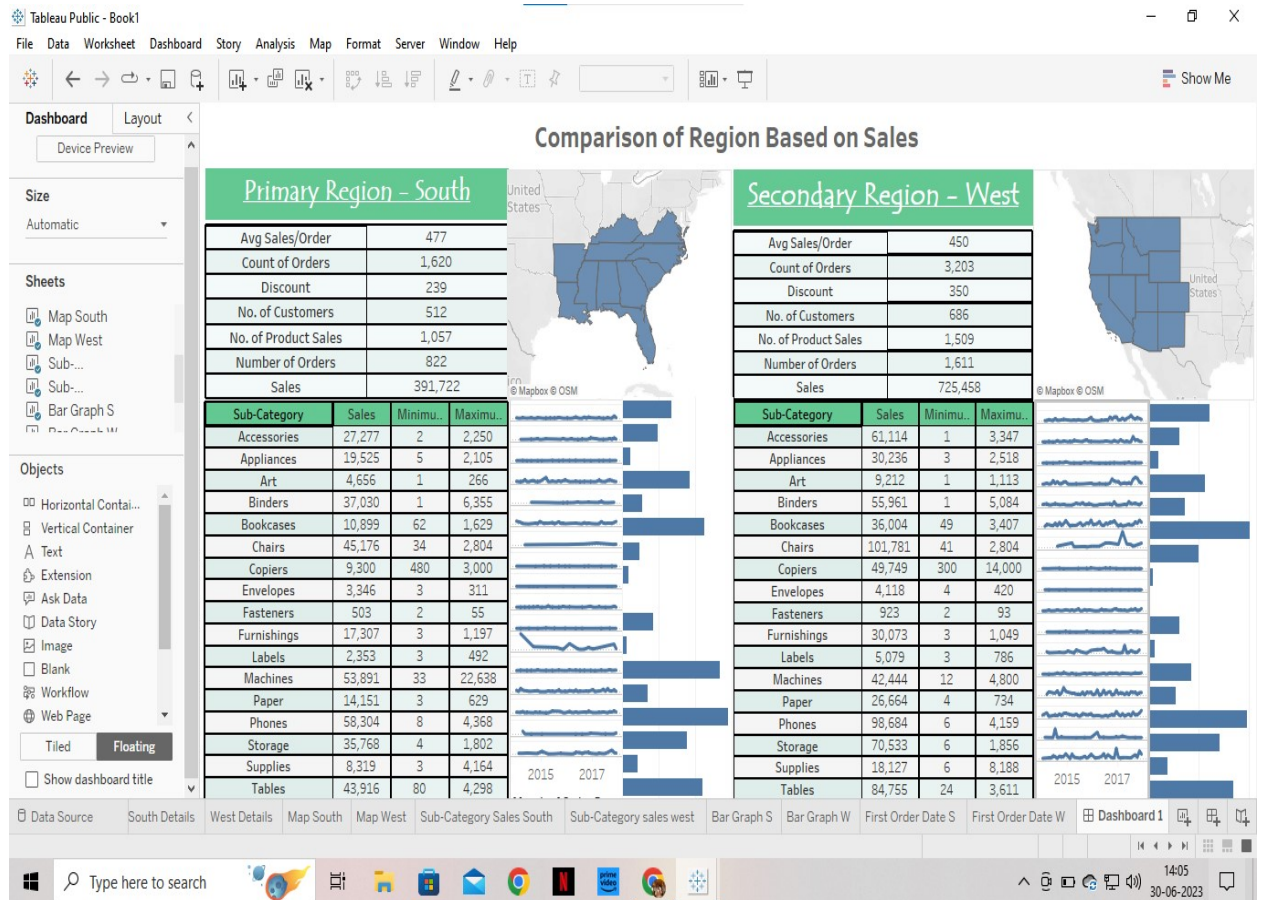 Tableau Public - Book1
File Data Worksheet Dashboard Story Analysis Map Format Server Window Help
Show Me
Dashboard Layout
Device Preview
Size
Automatic
Sheets
Map South
Map West
Sub-...
Sub-...
Bar Graph S
Bar Graph W
Objects
Horizontal Contai...
Vertical Container
Text
Extension
Ask Data
Data Story
Image
Blank
Workflow
Web Page
Tiled Floating
Show dashboard title
Comparison of Region Based on Sales
Primary Region - South
Avg Sales/Order 477
Count of Orders 1,620
Discount 239
No. of Customers 512
No. of Product Sales 1,057
Number of Orders 822
Sales 391,722
United
States
© Mapbox © OSM
Sub-Category Sales Minimu.. Maximu..
Accessories 27,277 2 2,250
Appliances 19,525 5 2,105
Art 4,656 1 266
Binders 37,030 1 6,355
Bookcases 10,899 62 1,629
Chairs 45,176 34 2,804
Copiers 9,300 480 3,000
Envelopes 3,346 3 311
Fasteners 503 2 55
Furnishings 17,307 3 1,197
Labels 2,353 3 492
Machines 53,891 33 22,638
Paper 14,151 3 629
Phones 58,304 8 4,368
Storage 35,768 4 1,802
Supplies 8,319 3 4,164
Tables 43,916 80 4,298
2015 2017
Secondary Region - West
Avg Sales/Order 450
Count of Orders 3,203
Discount 350
No. of Customers 686
No. of Product Sales 1,509
Number of Orders 1,611
Sales 725,458
United
States
© Mapbox © OSM
Sub-Category Sales Minimu.. Maximu..
Accessories 61,114 1 3,347
Appliances 30,236 3 2,518
Art 9,212 1 1,113
Binders 55,961 1 5,084
Bookcases 36,004 49 3,407
Chairs 101,781 41 2,804
Copiers 49,749 300 14,000
Envelopes 4,118 4 420
Fasteners 923 2 93
Furnishings 30,073 3 1,049
Labels 5,079 3 786
Machines 42,444 12 4,800
Paper 26,664 4 734
Phones 98,684 6 4,159
Storage 70,533 6 1,856
Supplies 18,127 6 8,188
Tables 84,755 24 3,611
2015 2017
Data Source South Details West Details Map South Map West Sub-Category Sales South Sub-Category sales west Bar Graph S Bar Graph W First Order Date S First Order Date W Dashboard 1
Type here to search
prime video
14:05
30-06-2023